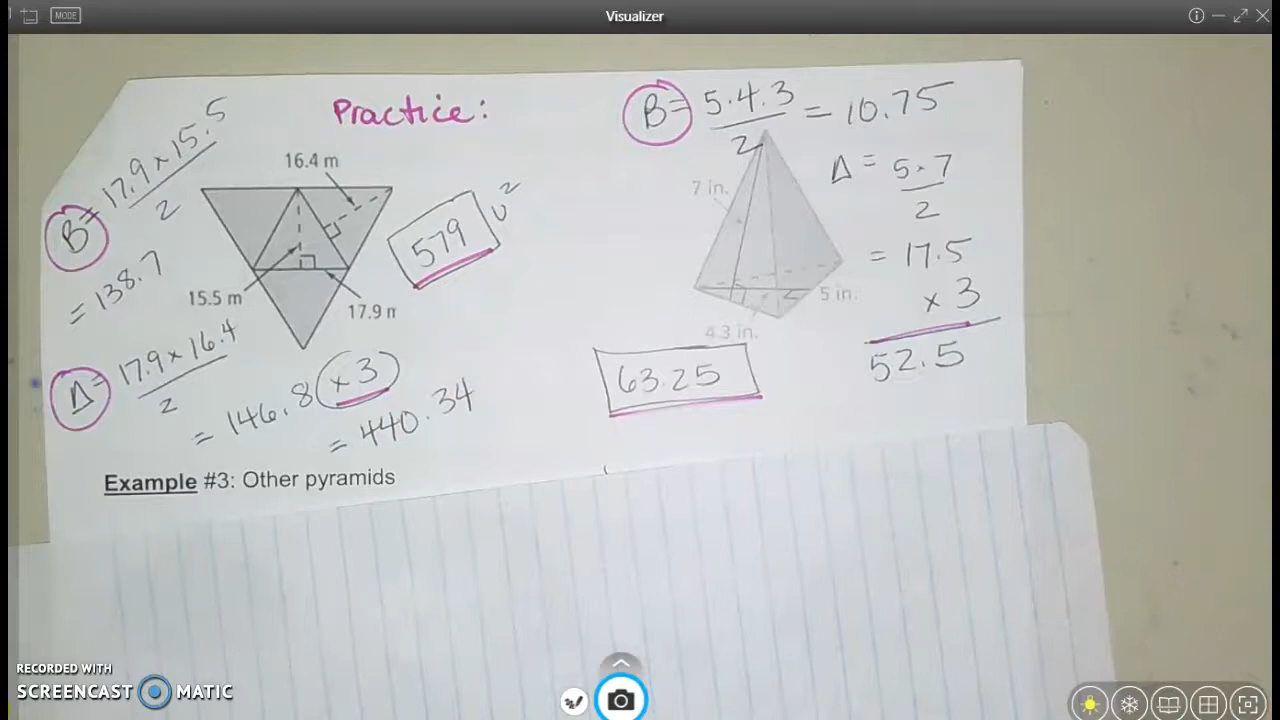 MODE
Visualizer
Practice:
B = 17.9 × 15.5
2
= 138.7
16.4 m
15.5 m
17.9 n
579 u²
Δ = 17.9 × 16.4
2
= 146.8 × 3
= 440.34
B = 5.4.3 = 10.75
2
7 in.
5 in.
4.3 in.
Δ = 5.7
2
= 17.5
× 3
52.5
63.25
Example #3: Other pyramids
RECORDED WITH
SCREENCAST MATIC